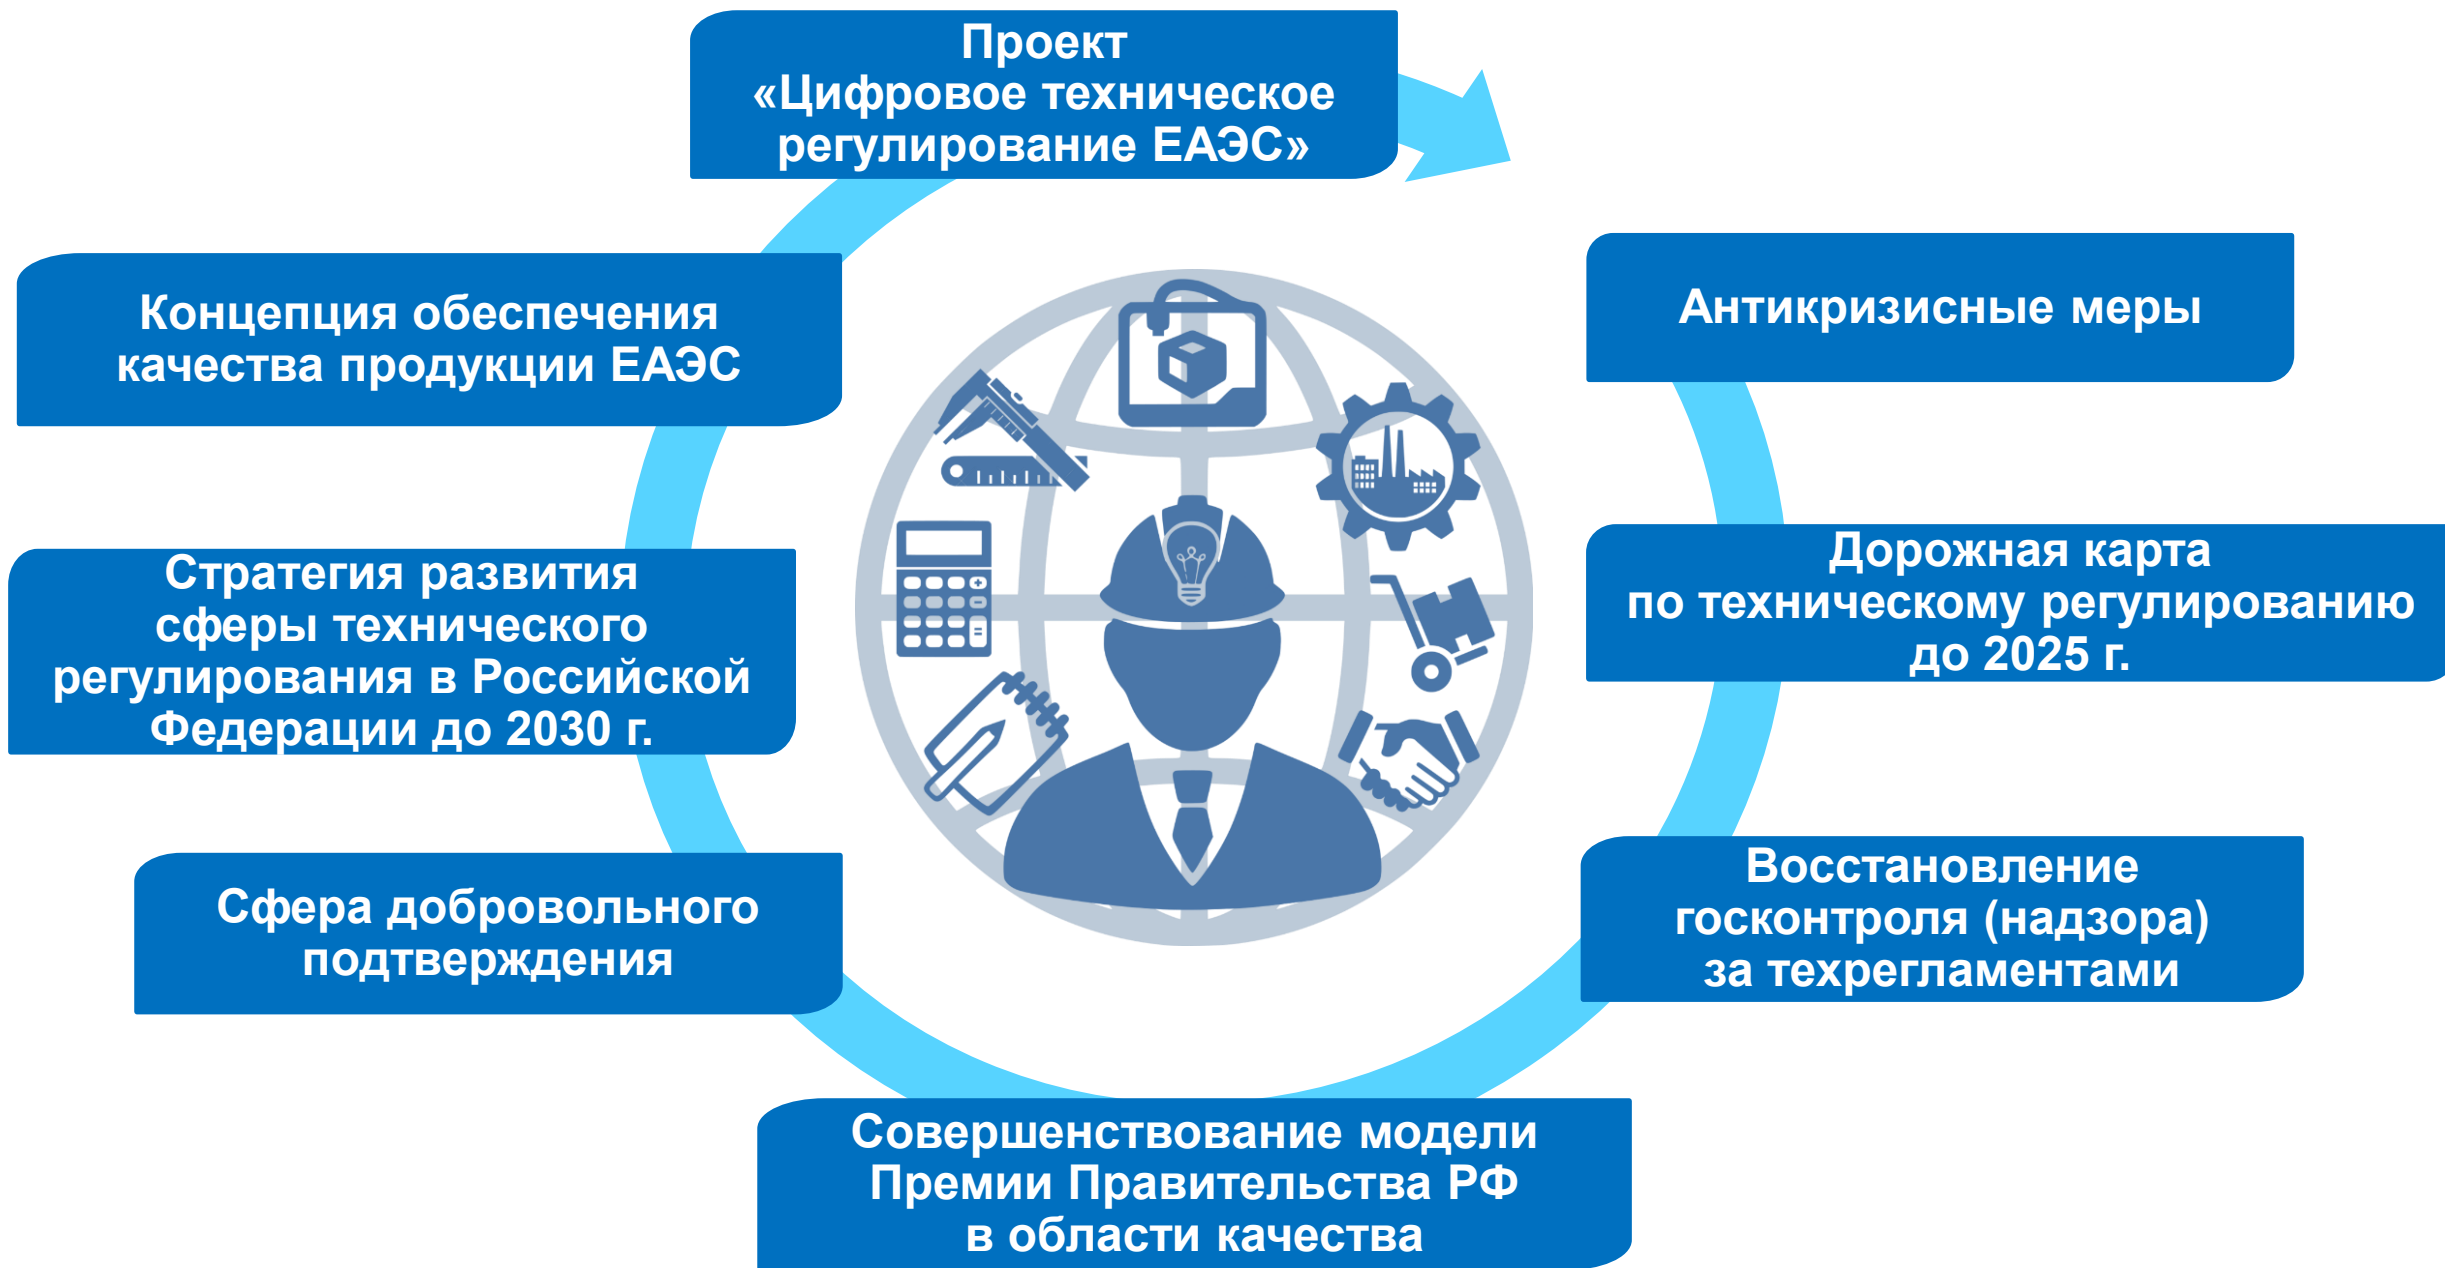 Проект
«Цифровое техническое
регулирование ЕАЭС»
Антикризисные меры
Дорожная карта
по техническому регулированию
до 2025 г.
Восстановление
госконтроля (надзора)
за техрегламентами
Совершенствование модели
Премии Правительства РФ
в области качества
Сфера добровольного
подтверждения
Стратегия развития
сферы технического
регулирования в Российской
Федерации до 2030 г.
Концепция обеспечения
качества продукции ЕАЭС